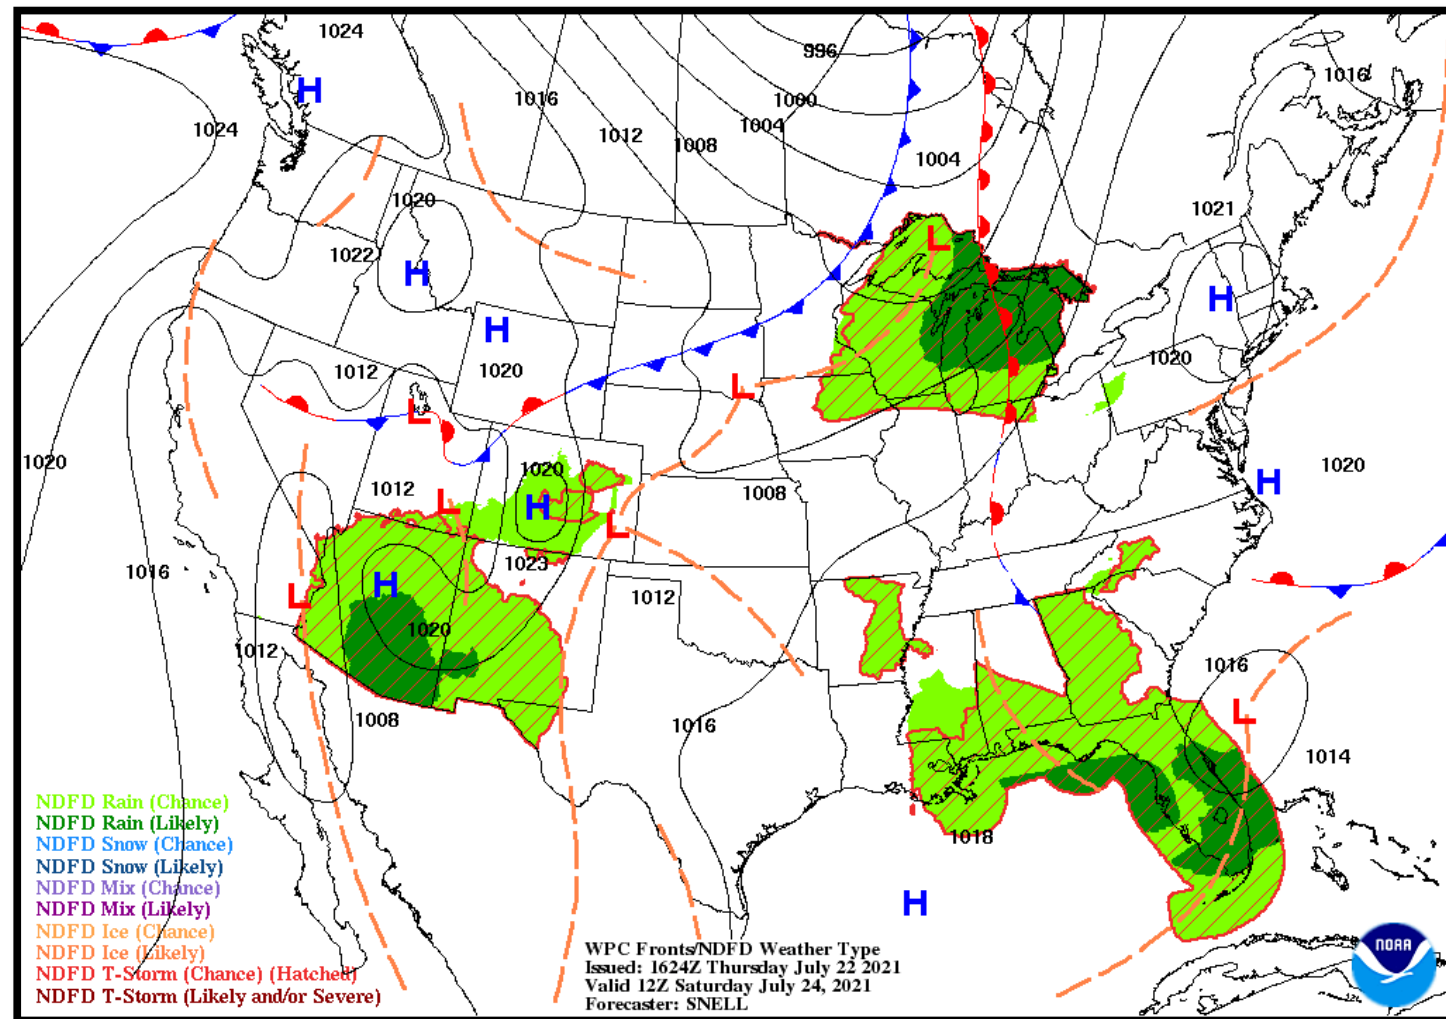 1024
996
H
1016
1016
1000
1024
1004
1012
1008
1004
1020
1021
L
1022
H
H
H
1020
1012
1020
L
L
1020
1020
1020
H
H
1012
L
1008
L
1016
1023
H
L
1012
1020
1012
1016
1008
L
1016
1014
NDFD Rain (Chance)
NDFD Rain (Likely)
NDFD Snow (Chance)
NDFD Snow (Likely)
NDFD Mix (Chance)
NDFD Mix (Likely)
NDFD Ice (Chance)
NDFD Ice (Likely)
NDFD T-Storm (Chance) (Hatched)
NDFD T-Storm (Likely and/or Severe)
1018
H
WPC Fronts/NDFD Weather Type
Issued: 1624Z Thursday July 22 2021
Valid 12Z Saturday July 24, 2021
Forecaster: SNELL
NOAA